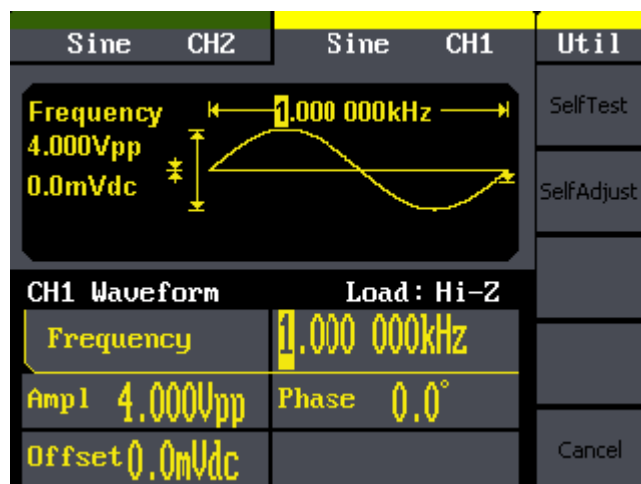 Sine CH2 Sine CH1 Util
Frequency 1.000 000kHz
4.000Vpp
0.0mVdc
SelfTest
SelfAdjust
CH1 Waveform Load: Hi-Z
Frequency 1.000 000kHz
Ampl 4.000Vpp Phase 0.0°
Offset 0.0mVdc
Cancel